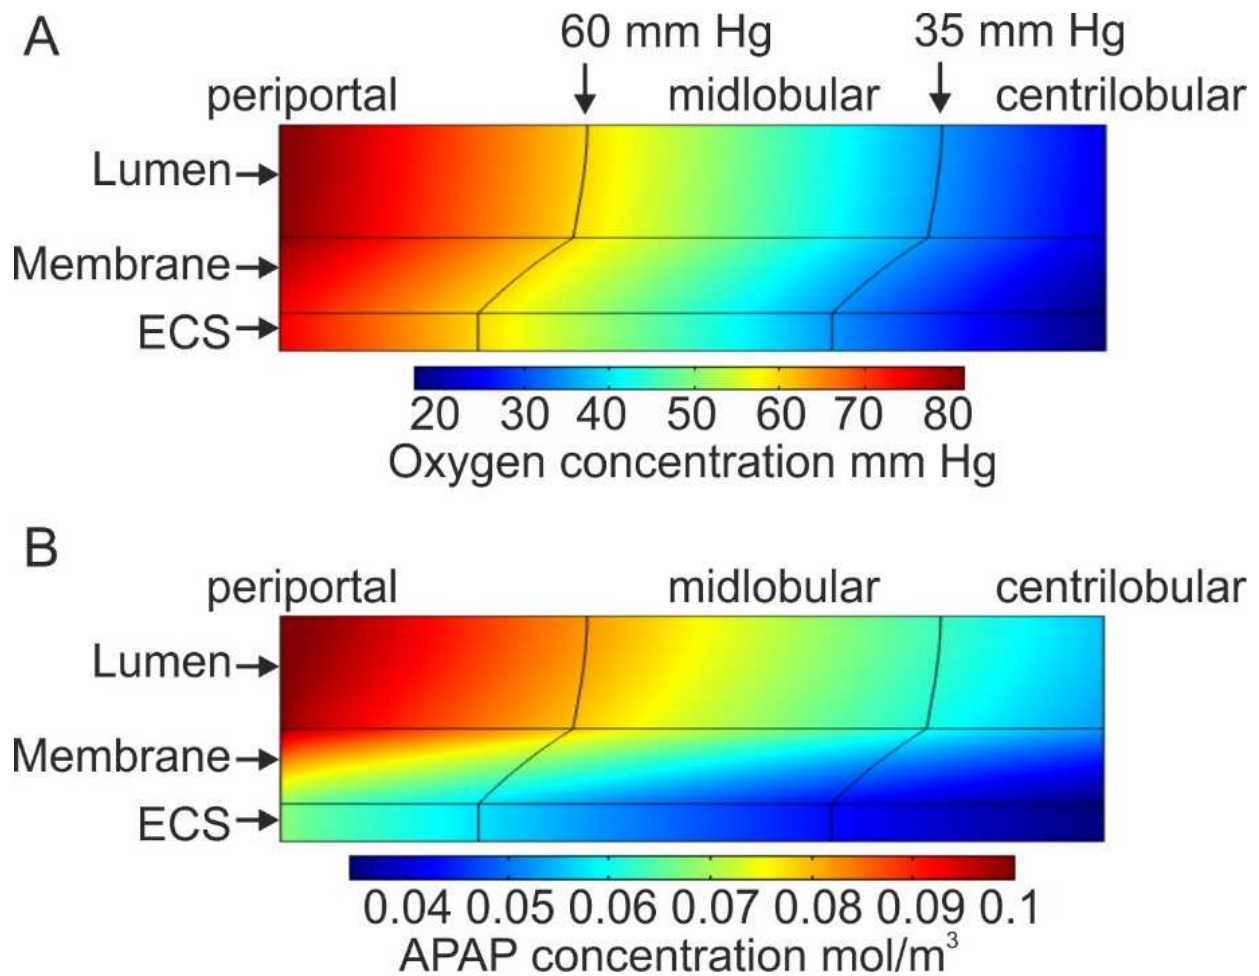 A
60 mm Hg 35 mm Hg
periportal midlobular centrilobular
Lumen
Membrane
ECS
20 30 40 50 60 70 80
Oxygen concentration mm Hg
B
periportal midlobular centrilobular
Lumen
Membrane
ECS
0.04 0.05 0.06 0.07 0.08 0.09 0.1
APAP concentration mol/m³